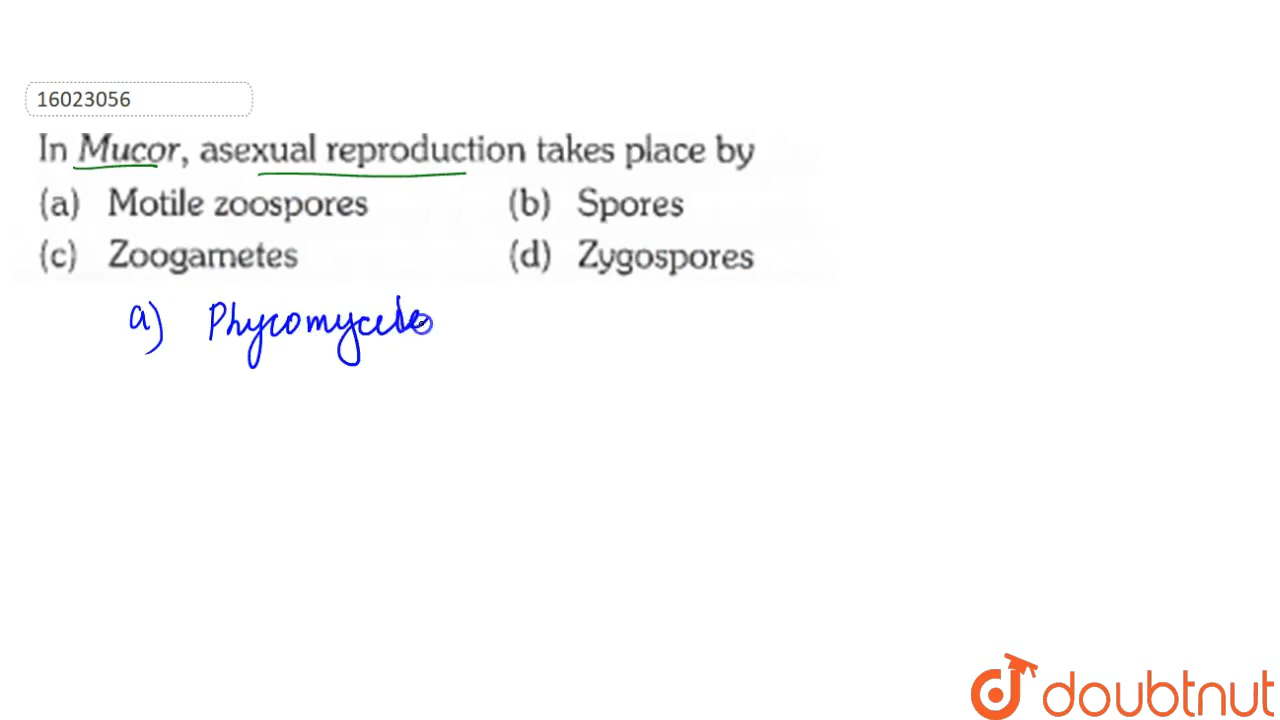 16023056
In Mucor, asexual reproduction takes place by
(a) Motile zoospores (b) Spores
(c) Zoogametes (d) Zygospores
a) Phycomycete
doubtnut